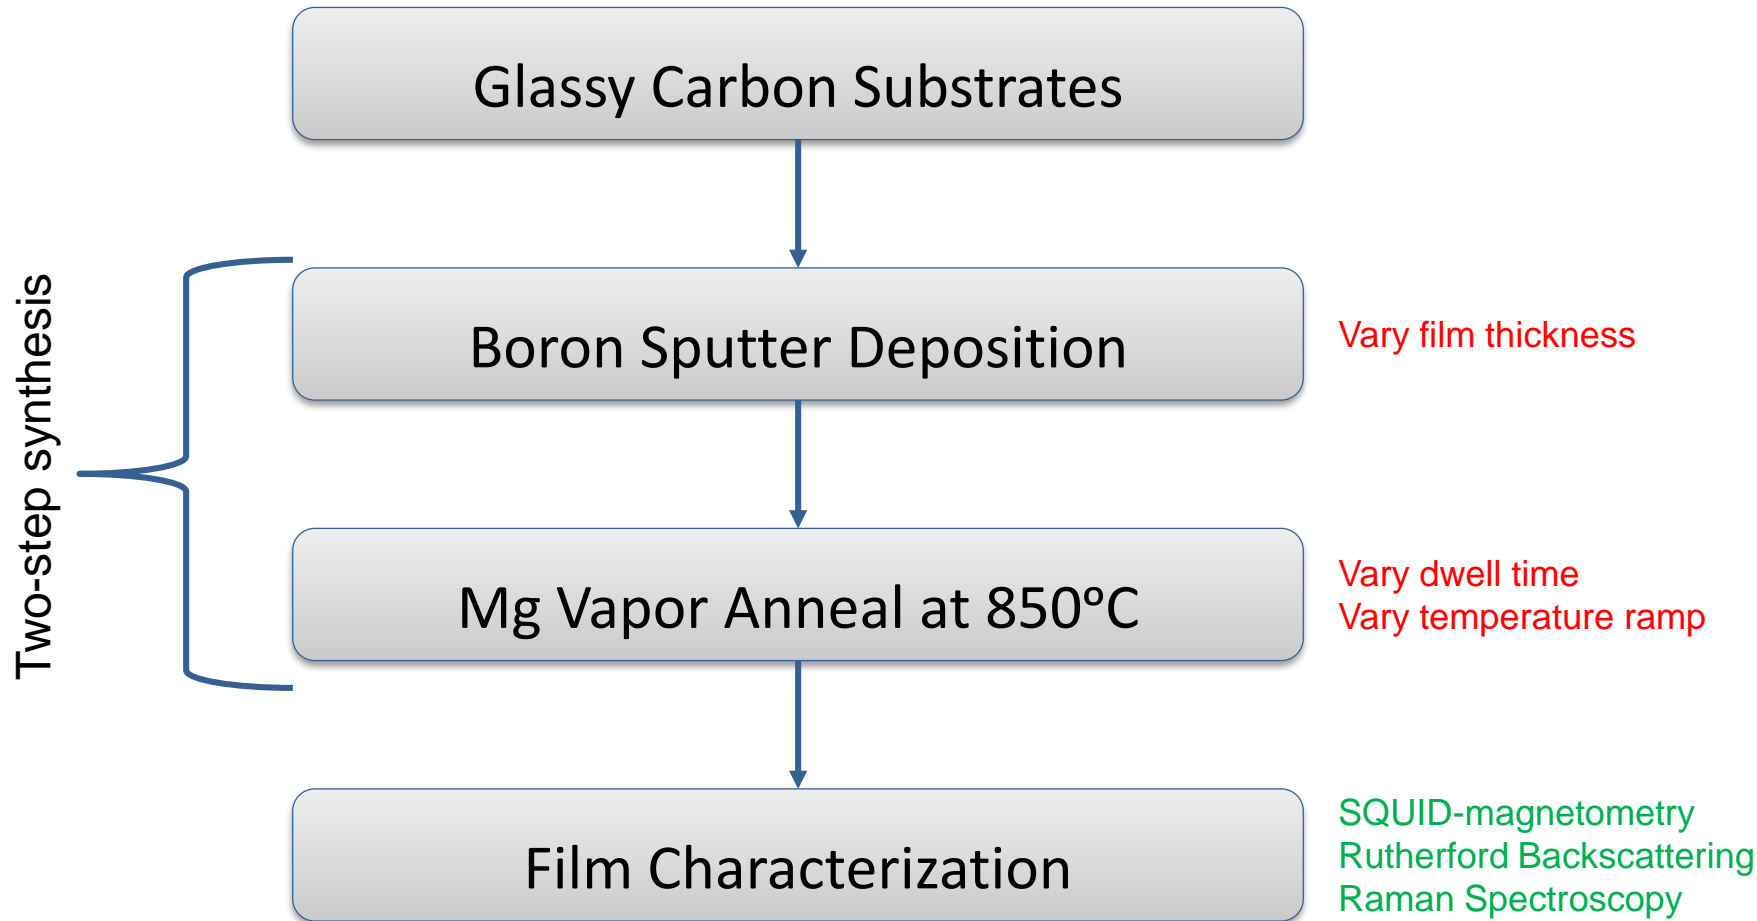 Glassy Carbon Substrates
Two-step synthesis
Boron Sputter Deposition
Vary film thickness
Mg Vapor Anneal at 850ºC
Vary dwell time
Vary temperature ramp
Film Characterization
SQUID-magnetometry
Rutherford Backscattering
Raman Spectroscopy